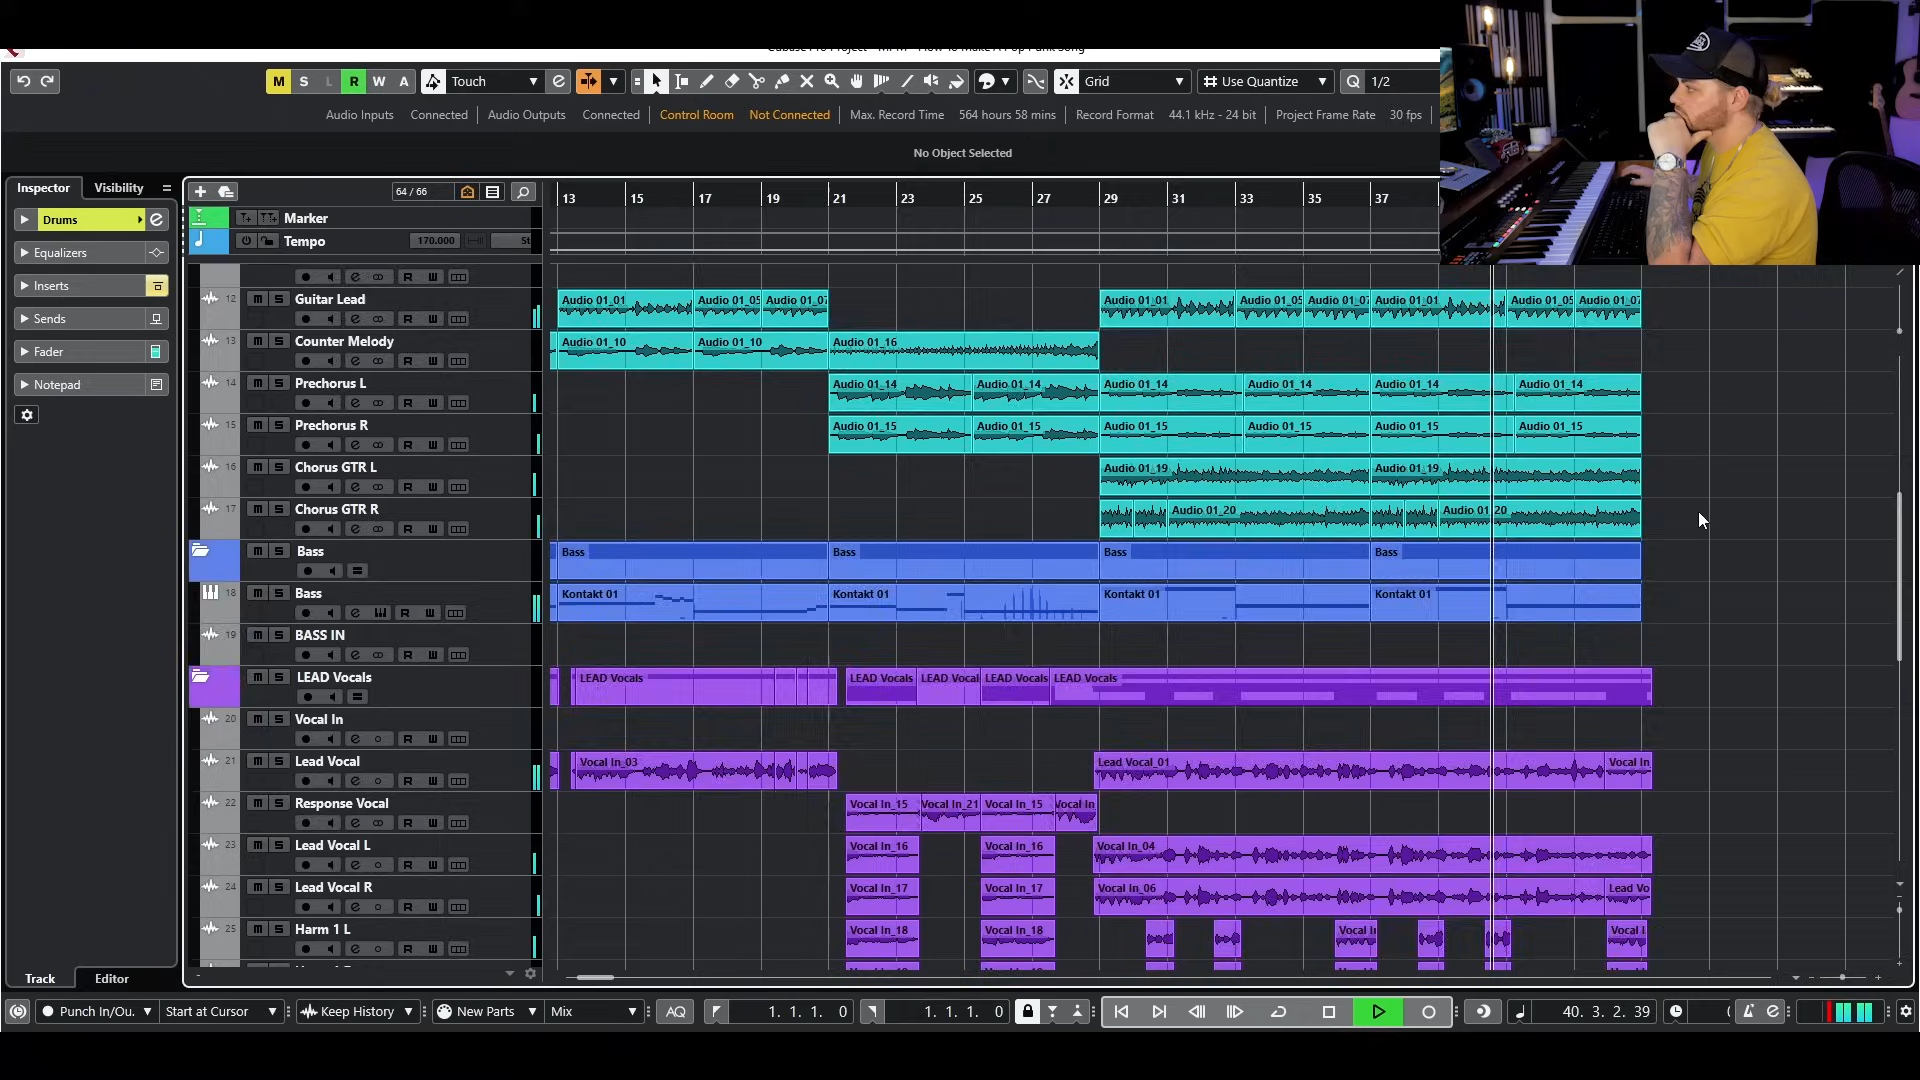 Cubase Pro Project - MPM - How To Make A Pop Punk Song
M S L R W A Touch Grid Use Quantize Q 1/2
Audio Inputs Connected Audio Outputs Connected Control Room Not Connected Max. Record Time 564 hours 58 mins Record Format 44.1 kHz - 24 bit Project Frame Rate 30 fps
No Object Selected
Inspector Visibility
Drums
Equalizers
Inserts
Sends
Fader
Notepad
64 / 66
13 15 17 19 21 23 25 27 29 31 33 35 37
Marker
Tempo 170.000 St
12 Guitar Lead Audio 01_01 Audio 01_05 Audio 01_07 Audio 01_01 Audio 01_05 Audio 01_07 Audio 01_01 Audio 01_05 Audio 01_07
13 Counter Melody Audio 01_10 Audio 01_10 Audio 01_16
14 Prechorus L Audio 01_14 Audio 01_14 Audio 01_14 Audio 01_14 Audio 01_14 Audio 01_14
15 Prechorus R Audio 01_15 Audio 01_15 Audio 01_15 Audio 01_15 Audio 01_15 Audio 01_15
16 Chorus GTR L Audio 01_19 Audio 01_19
17 Chorus GTR R Audio 01_20 Audio 01_20
Bass Bass Bass Bass Bass
18 Bass Kontakt 01 Kontakt 01 Kontakt 01 Kontakt 01
19 BASS IN
LEAD Vocals LEAD Vocals LEAD Vocals LEAD Vocal LEAD Vocals LEAD Vocals
20 Vocal In
21 Lead Vocal Vocal In_03 Lead Vocal_01 Vocal In
22 Response Vocal Vocal In_15 Vocal In_21 Vocal In_15 Vocal In
23 Lead Vocal L Vocal In_16 Vocal In_16 Vocal In_04
24 Lead Vocal R Vocal In_17 Vocal In_17 Vocal In_06 Lead Vo
25 Harm 1 L Vocal In_18 Vocal In_18 Vocal I Vocal I
Track Editor
Punch In/Ou. Start at Cursor Keep History New Parts Mix AQ 1. 1. 1. 0 1. 1. 1. 0 40. 3. 2. 39